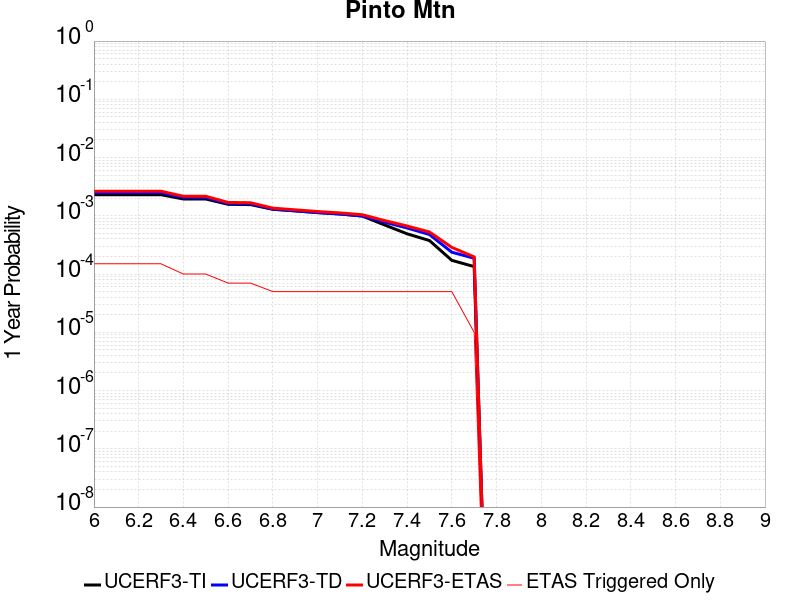 Pinto Mtn
10^0
10^-1
10^-2
10^-3
10^-4
10^-5
10^-6
10^-7
10^-8
1 Year Probability
6 6.2 6.4 6.6 6.8 7 7.2 7.4 7.6 7.8 8 8.2 8.4 8.6 8.8 9
Magnitude
UCERF3-TI UCERF3-TD UCERF3-ETAS ETAS Triggered Only